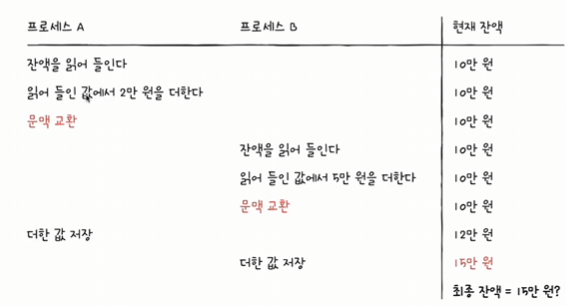 프로세스 A 프로세스 B 현재 잔액
잔액을 읽어 들인다 10만 원
읽어 들인 값에서 2만 원을 더한다 10만 원
문맥 교환 10만 원
잔액을 읽어 들인다 10만 원
읽어 들인 값에서 5만 원을 더한다 10만 원
문맥 교환 10만 원
더한 값 저장 12만 원
더한 값 저장 15만 원
최종 잔액 = 15만 원?